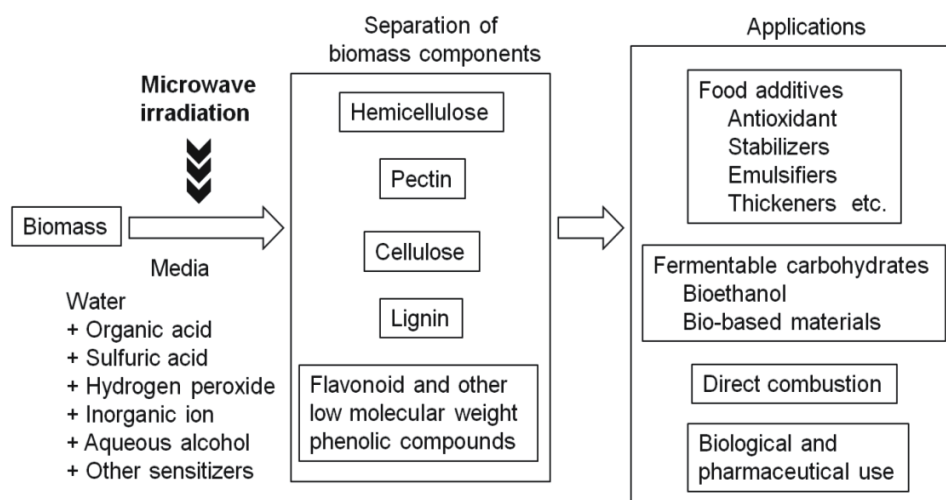 Microwave
irradiation
Biomass
Media
Water
+ Organic acid
+ Sulfuric acid
+ Hydrogen peroxide
+ Inorganic ion
+ Aqueous alcohol
+ Other sensitizers
Separation of
biomass components
Hemicellulose
Pectin
Cellulose
Lignin
Flavonoid and other
low molecular weight
phenolic compounds
Applications
Food additives
Antioxidant
Stabilizers
Emulsifiers
Thickeners etc.
Fermentable carbohydrates
Bioethanol
Bio-based materials
Direct combustion
Biological and
pharmaceutical use